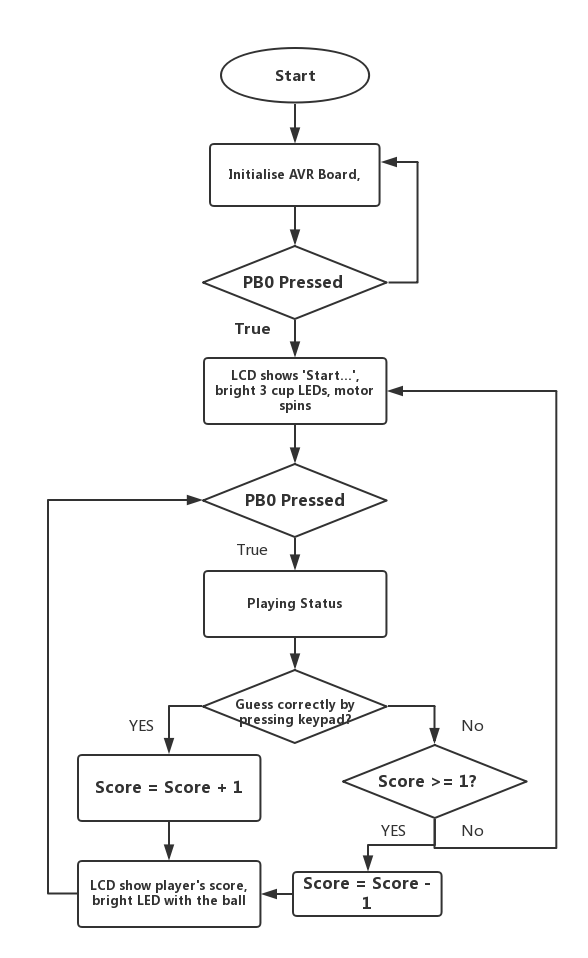 Start
Initialise AVR Board,
PB0 Pressed
True
LCD shows 'Start...',
bright 3 cup LEDs, motor
spins
PB0 Pressed
True
Playing Status
Guess correctly by
pressing keypad?
YES
No
Score = Score + 1
Score >= 1?
YES
No
LCD show player's score,
bright LED with the ball
Score = Score -
1